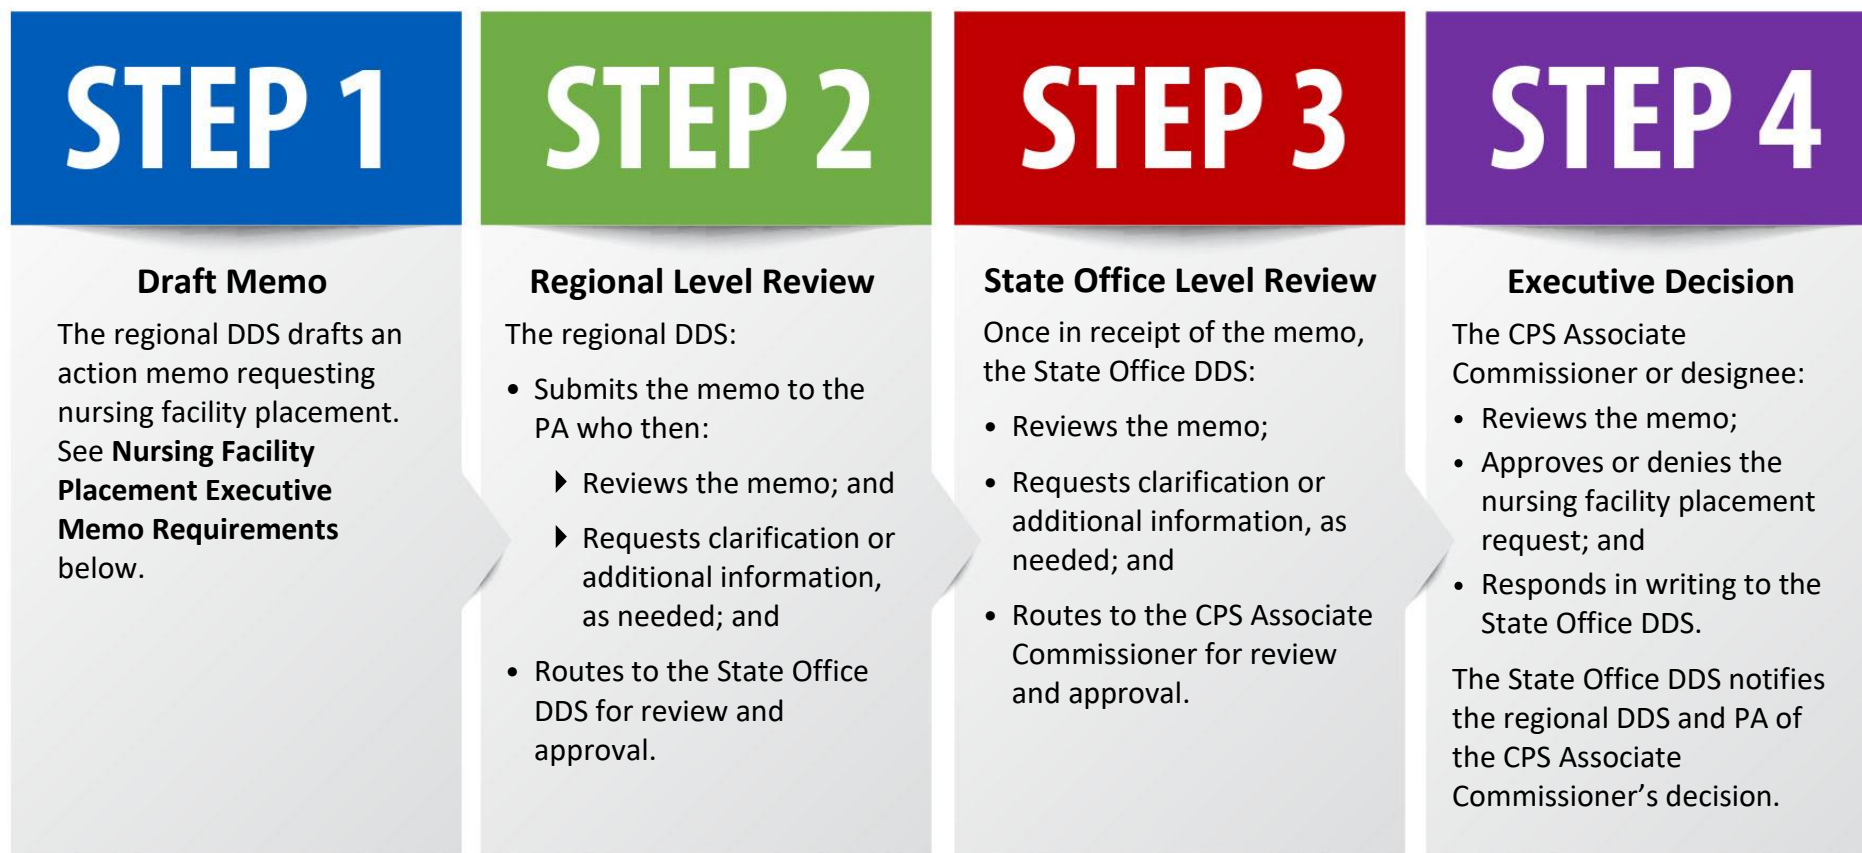 STEP 1
Draft Memo
The regional DDS drafts an
action memo requesting
nursing facility placement.
See Nursing Facility
Placement Executive
Memo Requirements
below.
STEP 2
Regional Level Review
The regional DDS:
• Submits the memo to the
PA who then:
Reviews the memo; and
Requests clarification or
additional information,
as needed; and
• Routes to the State Office
DDS for review and
approval.
STEP 3
State Office Level Review
Once in receipt of the memo,
the State Office DDS:
• Reviews the memo;
• Requests clarification or
additional information, as
needed; and
• Routes to the CPS Associate
Commissioner for review
and approval.
STEP 4
Executive Decision
The CPS Associate
Commissioner or designee:
• Reviews the memo;
• Approves or denies the
nursing facility placement
request; and
• Responds in writing to the
State Office DDS.
The State Office DDS notifies
the regional DDS and PA of
the CPS Associate
Commissioner’s decision.